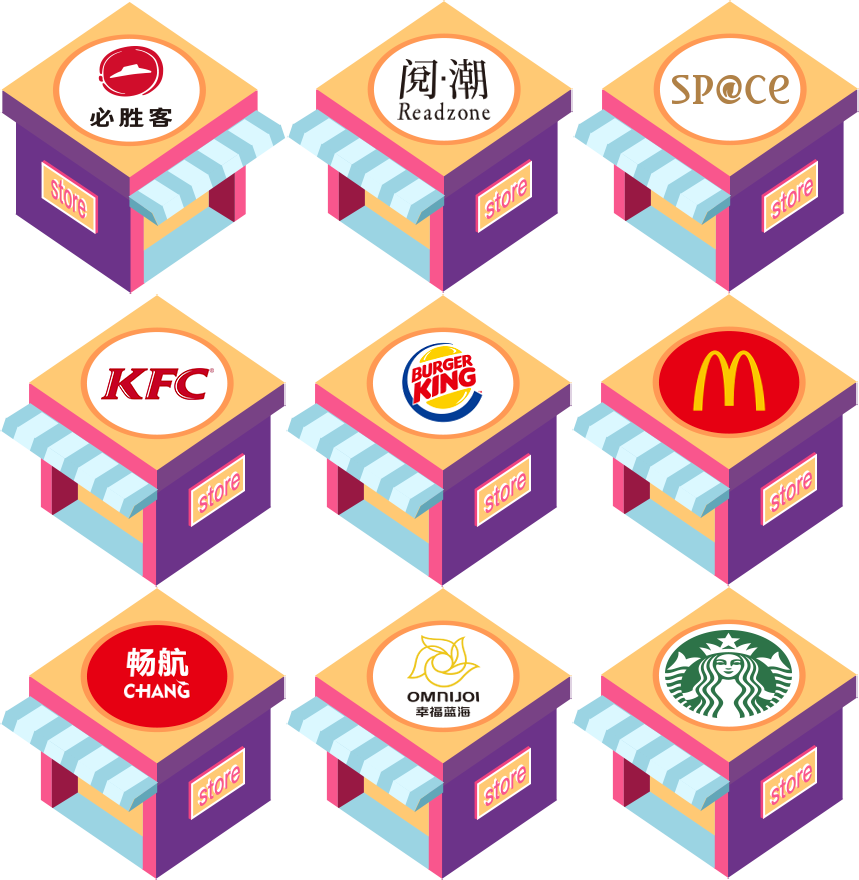 必胜客
store
阅·潮
Readzone
store
SP@CE
store
KFC®
store
BURGER
KING™
store
M
store
畅航
CHANG
store
OMNIJOI
幸福蓝海
store
store